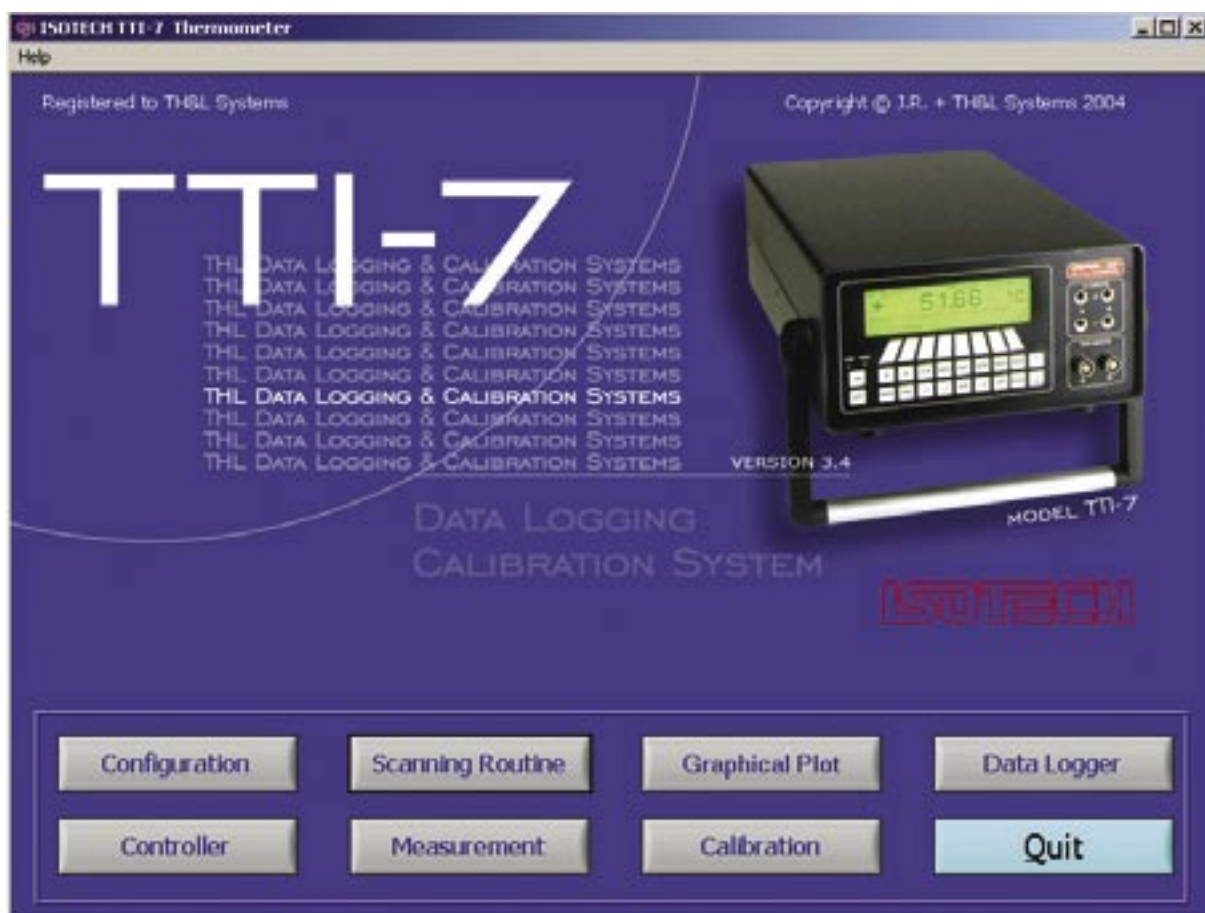 ISOTECH TTI-7 Thermometer
Help
Registered to TH&L Systems
Copyright © J.R. + TH&L Systems 2004
TTI-7
THL Data Logging & Calibration Systems
THL Data Logging & Calibration Systems
THL Data Logging & Calibration Systems
THL Data Logging & Calibration Systems
THL Data Logging & Calibration Systems
THL Data Logging & Calibration Systems
THL Data Logging & Calibration Systems
THL Data Logging & Calibration Systems
THL Data Logging & Calibration Systems
THL Data Logging & Calibration Systems
51.66 °C
VERSION 3.4
MODEL TTI-7
Data Logging
Calibration System
ISOTECH
Configuration
Scanning Routine
Graphical Plot
Data Logger
Controller
Measurement
Calibration
Quit